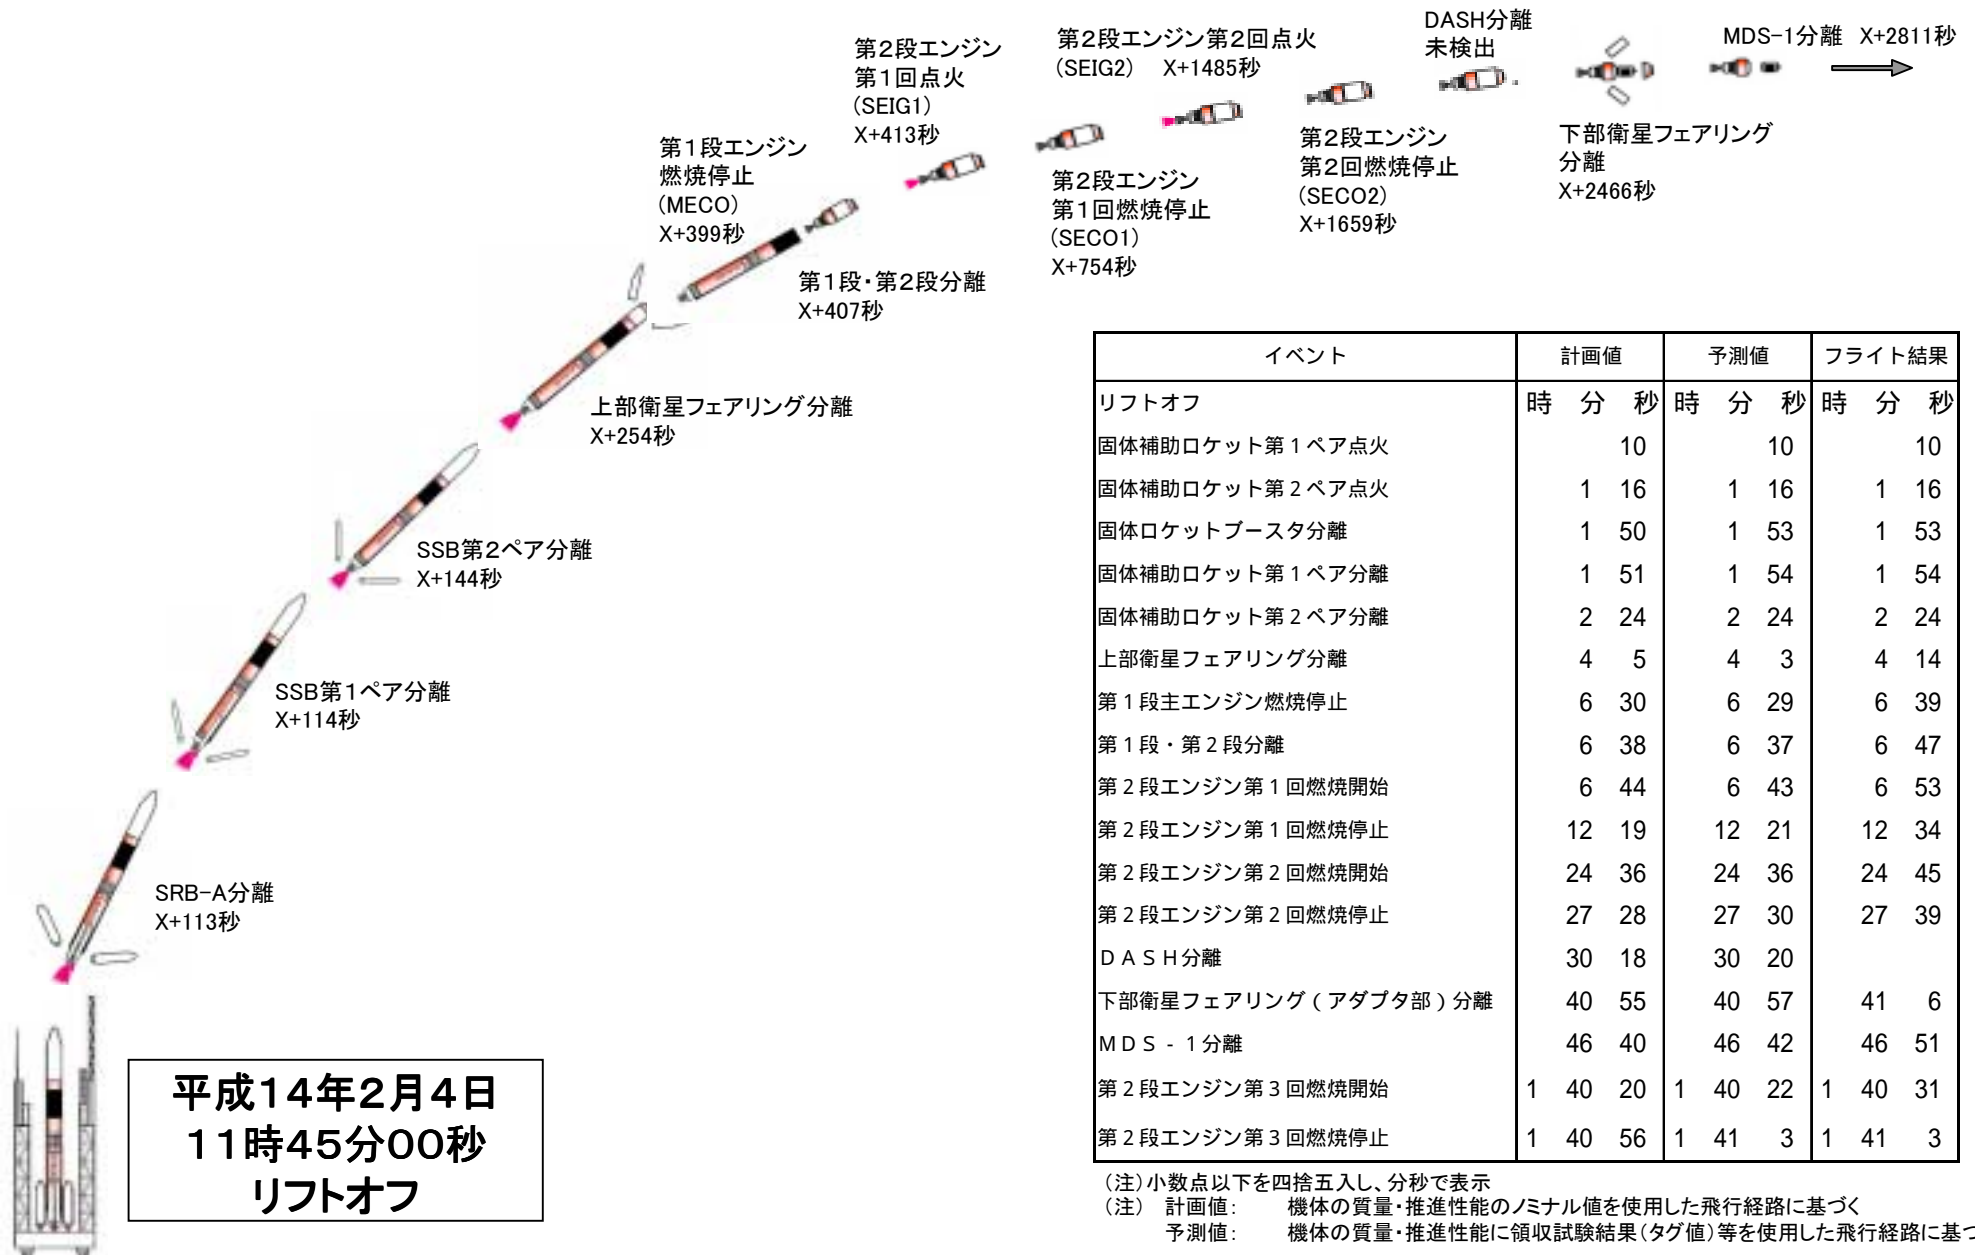 DASH分離
未検出
MDS-1分離 X+2811秒
第2段エンジン第2回点火
(SEIG2) X+1485秒
第2段エンジン
第1回点火
(SEIG1)
X+413秒
下部衛星フェアリング
分離
X+2466秒
第2段エンジン
第2回燃焼停止
(SECO2)
X+1659秒
第2段エンジン
第1回燃焼停止
(SECO1)
X+754秒
第1段エンジン
燃焼停止
(MECO)
X+399秒
第1段・第2段分離
X+407秒
上部衛星フェアリング分離
X+254秒
SSB第2ペア分離
X+144秒
SSB第1ペア分離
X+114秒
SRB-A分離
X+113秒
平成14年2月4日
11時45分00秒
リフトオフ
イベント 計画値 予測値 フライト結果
リフトオフ 時 分 秒 時 分 秒 時 分 秒
固体補助ロケット第1ペア点火 10 10 10
固体補助ロケット第2ペア点火 1 16 1 16 1 16
固体ロケットブースタ分離 1 50 1 53 1 53
固体補助ロケット第1ペア分離 1 51 1 54 1 54
固体補助ロケット第2ペア分離 2 24 2 24 2 24
上部衛星フェアリング分離 4 5 4 3 4 14
第1段主エンジン燃焼停止 6 30 6 29 6 39
第1段・第2段分離 6 38 6 37 6 47
第2段エンジン第1回燃焼開始 6 44 6 43 6 53
第2段エンジン第1回燃焼停止 12 19 12 21 12 34
第2段エンジン第2回燃焼開始 24 36 24 36 24 45
第2段エンジン第2回燃焼停止 27 28 27 30 27 39
DASH分離 30 18 30 20
下部衛星フェアリング(アダプタ部)分離 40 55 40 57 41 6
MDS-1分離 46 40 46 42 46 51
第2段エンジン第3回燃焼開始 1 40 20 1 40 22 1 40 31
第2段エンジン第3回燃焼停止 1 40 56 1 41 3 1 41 3
(注)小数点以下を四捨五入し、分秒で表示
(注) 計画値: 機体の質量・推進性能のノミナル値を使用した飛行経路に基づく
予測値: 機体の質量・推進性能に領収試験結果(タグ値)等を使用した飛行経路に基づ